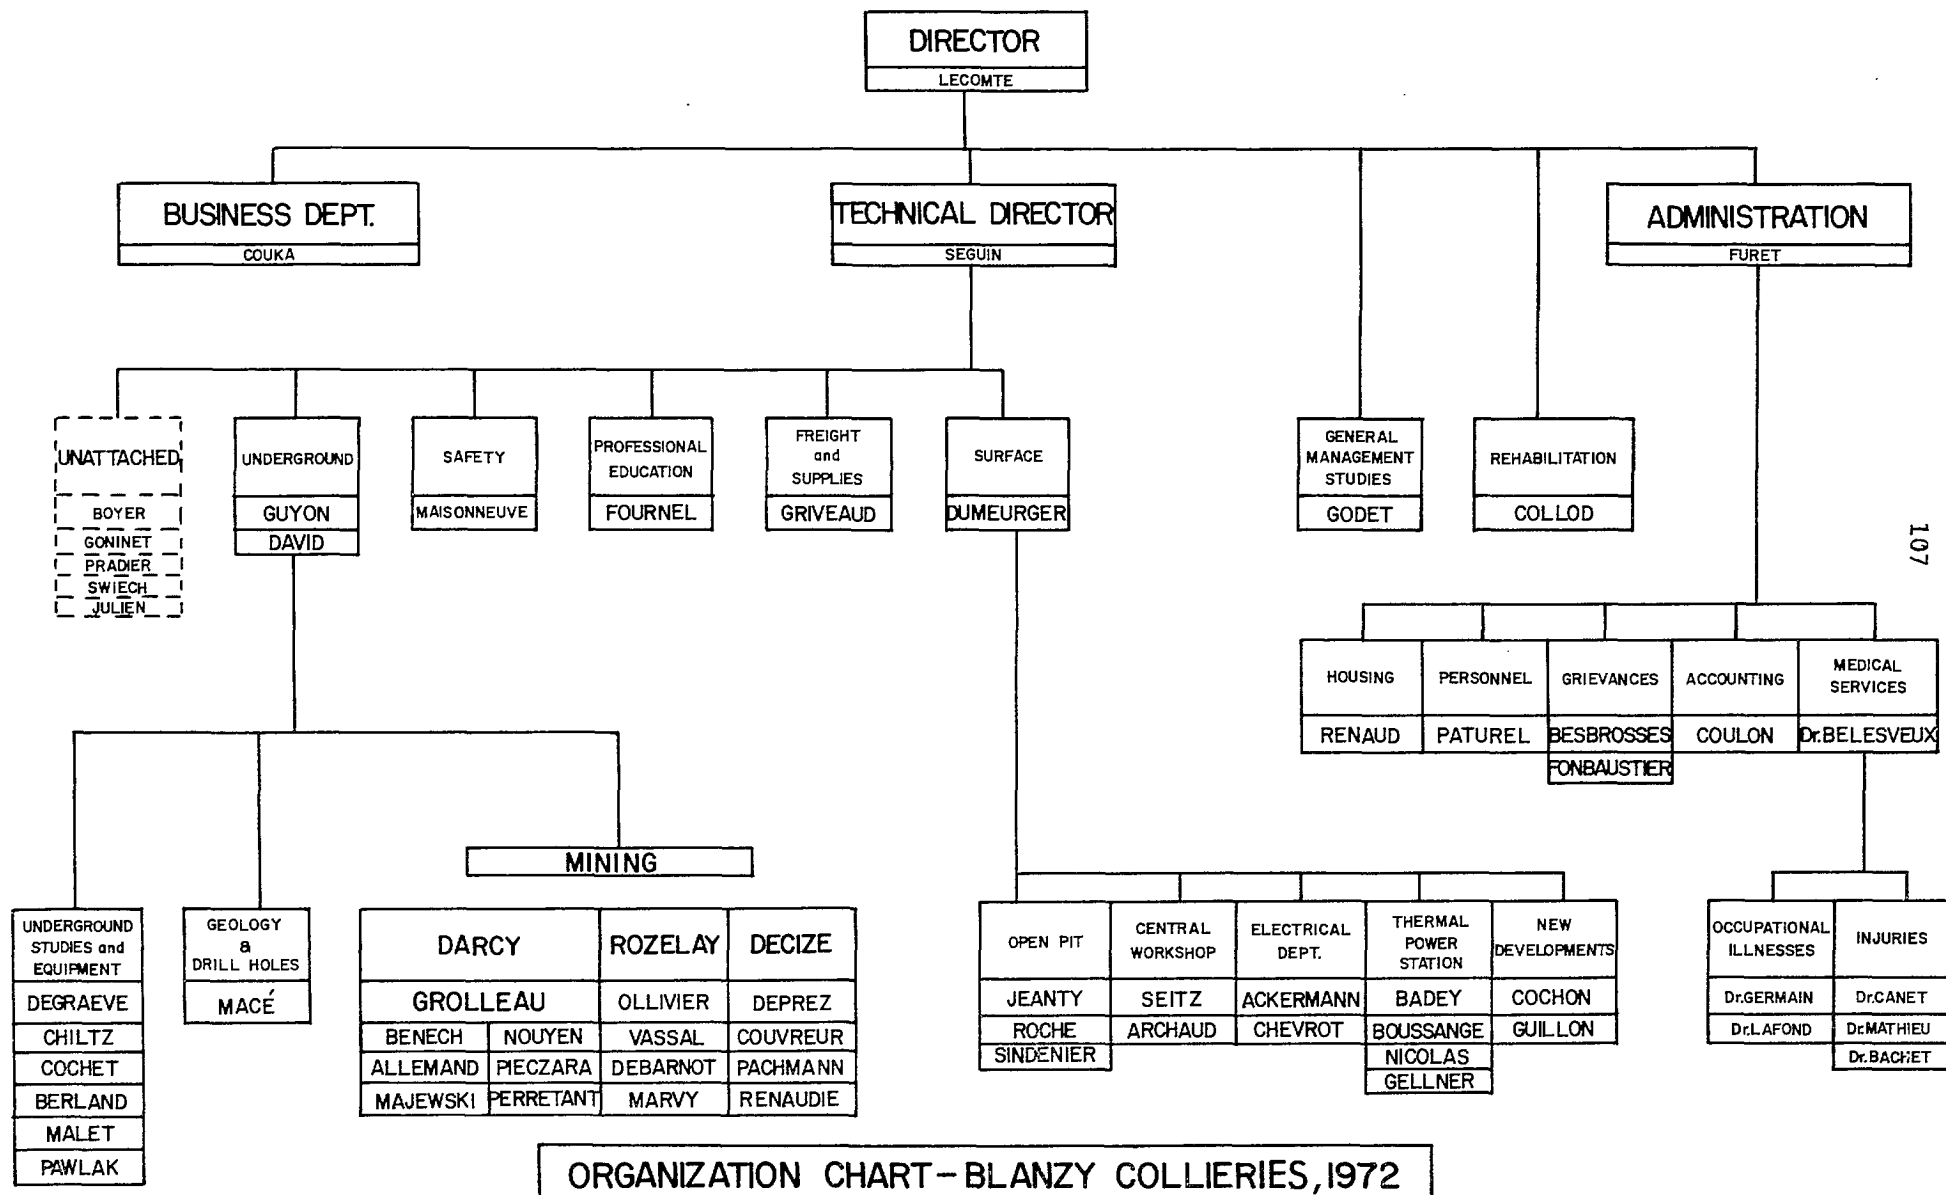 DIRECTOR
LECOMTE
BUSINESS DEPT.
COUKA
TECHNICAL DIRECTOR
SEGUIN
ADMINISTRATION
FURET
UNATTACHED
BOYER
GONINET
PRADIER
SWIECH
JULIEN
UNDERGROUND
GUYON
DAVID
SAFETY
MAISONNEUVE
PROFESSIONAL
EDUCATION
FOURNEL
FREIGHT
and
SUPPLIES
GRIVEAUD
SURFACE
DUMEURGER
GENERAL
MANAGEMENT
STUDIES
GODET
REHABILITATION
COLLOD
107
HOUSING
RENAUD
PERSONNEL
PATUREL
GRIEVANCES
BESBROSSES
FONBAUSTIER
ACCOUNTING
COULON
MEDICAL
SERVICES
Dr.BELESVEUX
MINING
UNDERGROUND
STUDIES and
EQUIPMENT
DEGRAEVE
CHILTZ
COCHET
BERLAND
MALET
PAWLAK
GEOLOGY
a
DRILL HOLES
MACÉ
DARCY
GROLLEAU
BENECH NOUYEN
ALLEMAND PIECZARA
MAJEWSKI PERRETANT
ROZELAY
OLLIVIER
VASSAL
DEBARNOT
MARVY
DECIZE
DEPREZ
COUVREUR
PACHMANN
RENAUDIE
OPEN PIT
JEANTY
ROCHE
SINDENIER
CENTRAL
WORKSHOP
SEITZ
ARCHAUD
ELECTRICAL
DEPT.
ACKERMANN
CHEVROT
THERMAL
POWER
STATION
BADEY
BOUSSANGE
NICOLAS
GELLNER
NEW
DEVELOPMENTS
COCHON
GUILLON
OCCUPATIONAL
ILLNESSES
Dr.GERMAIN
Dr.LAFOND
INJURIES
Dr.CANET
Dr.MATHIEU
Dr.BACHET
ORGANIZATION CHART–BLANZY COLLIERIES,1972